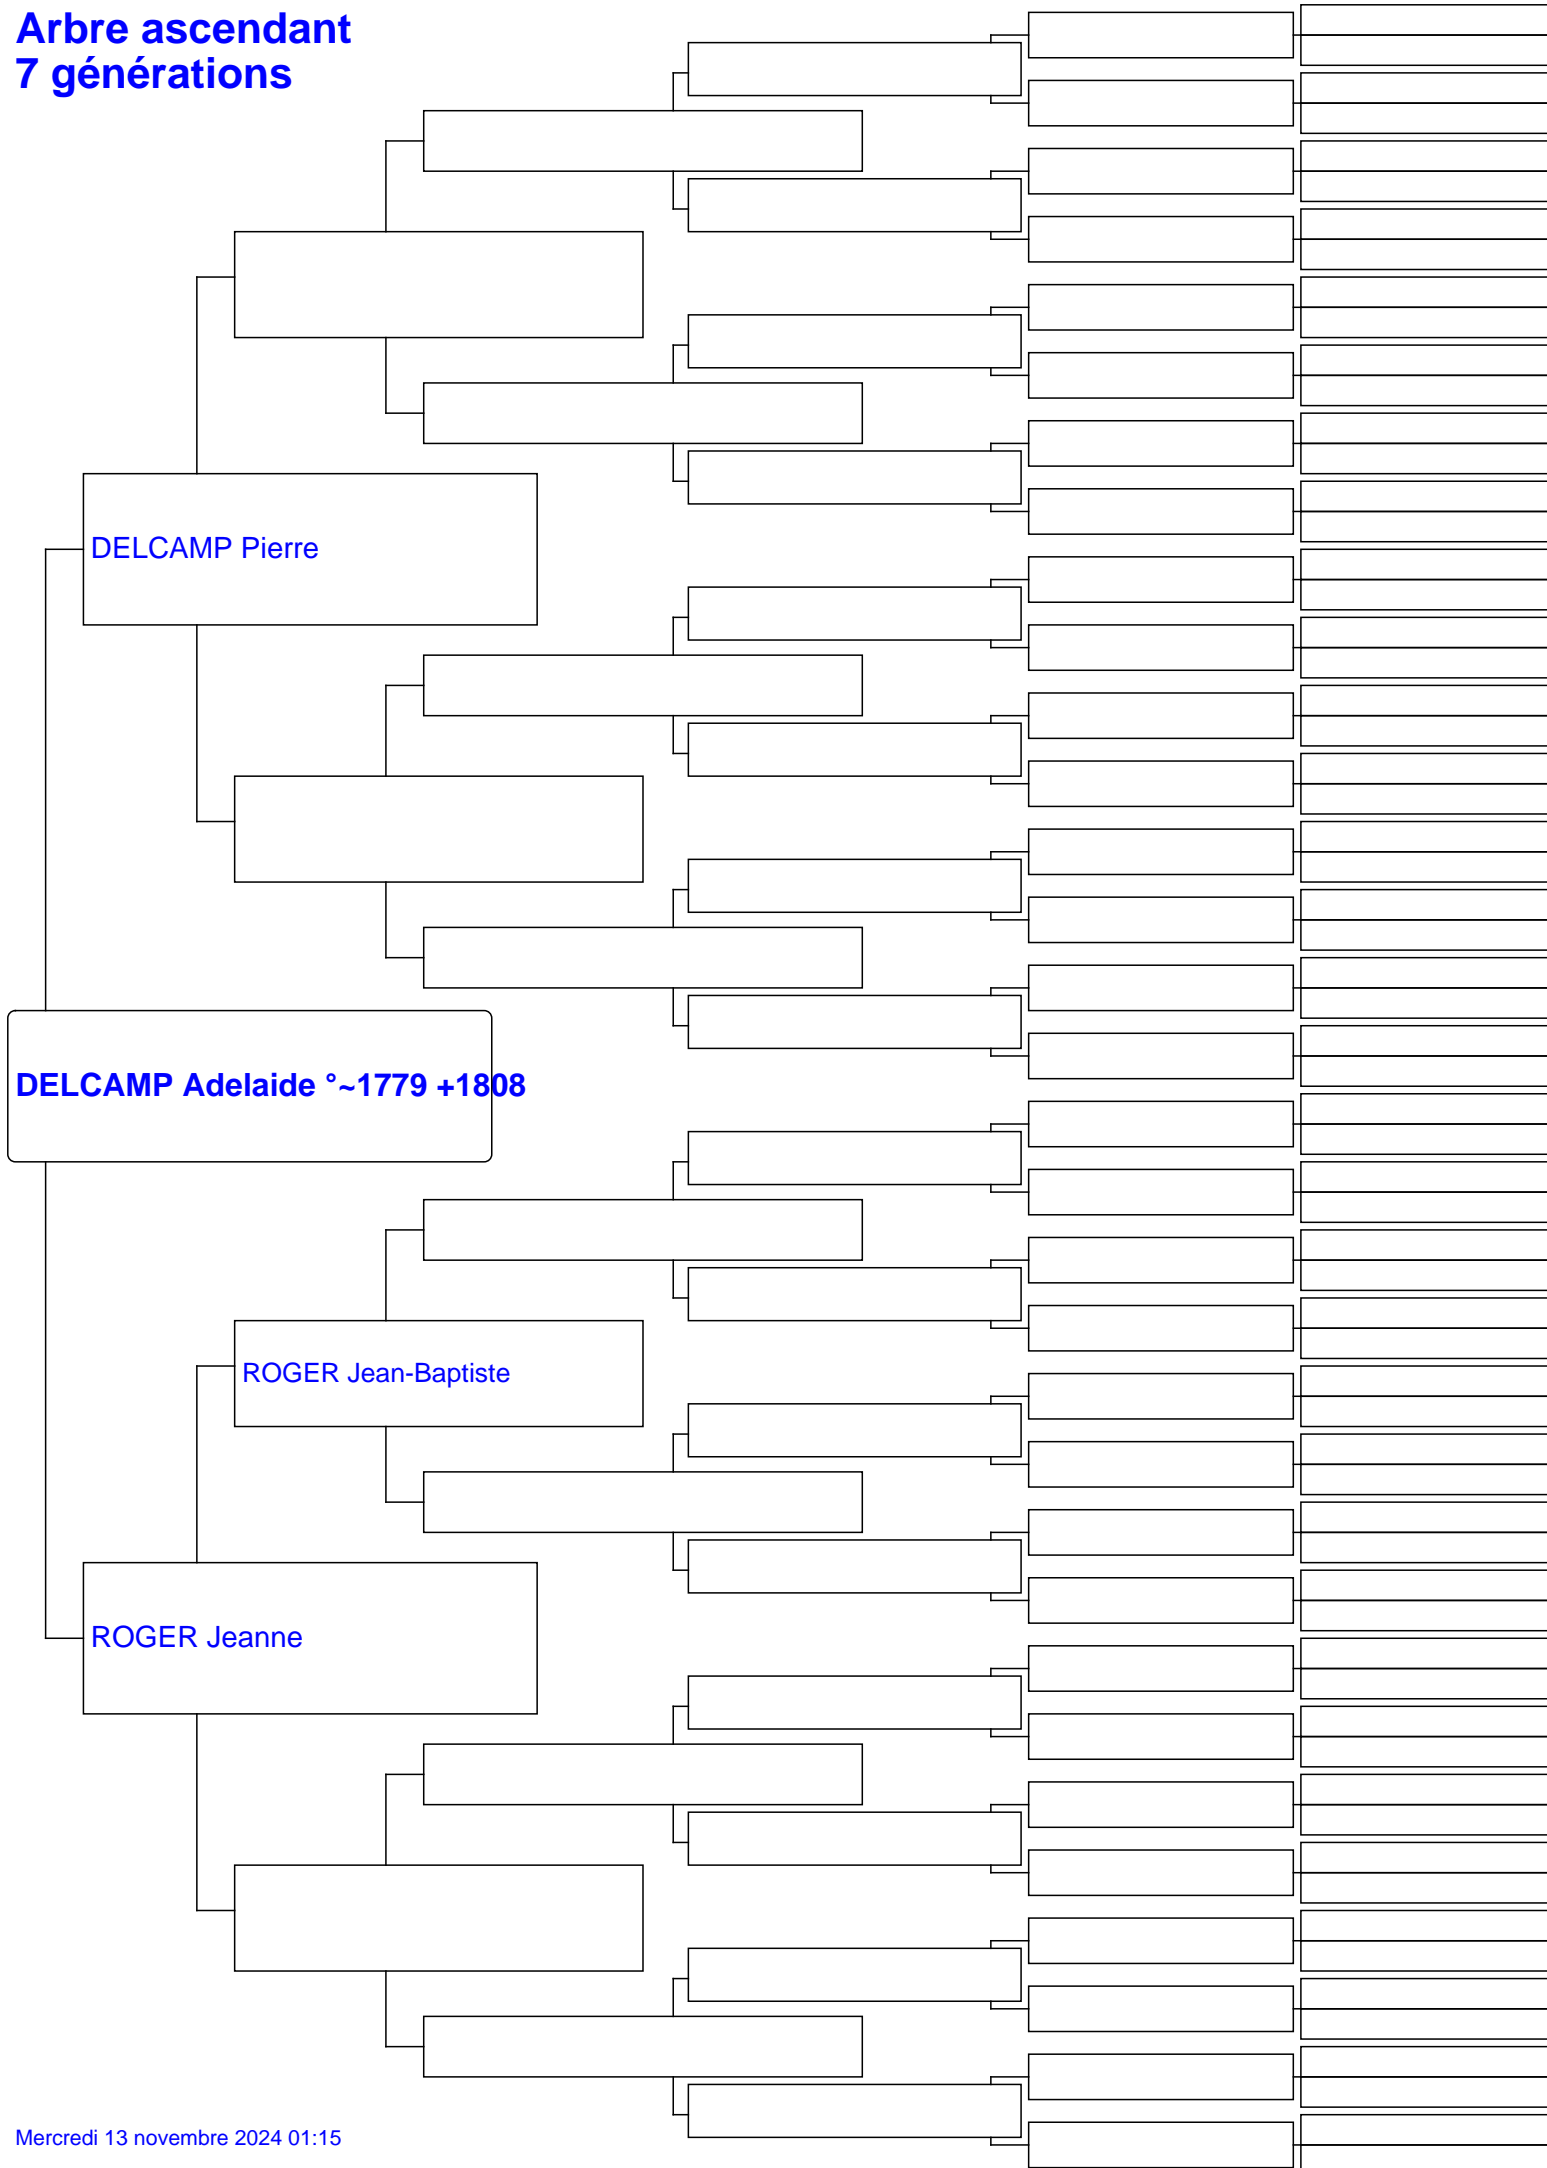 Arbre ascendant
7 générations
DELCAMP Pierre
DELCAMP Adelaide °~1779 +1808
ROGER Jean-Baptiste
ROGER Jeanne
Mercredi 13 novembre 2024 01:15